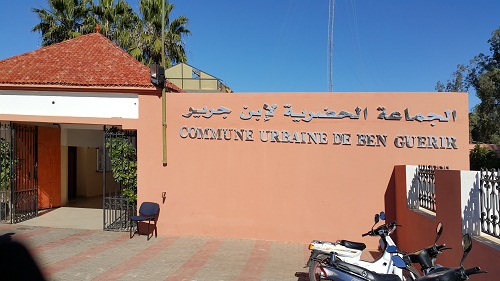 الجماعة الحضرية لإبن جرير
COMMUNE URBAINE DE BEN GUERIR